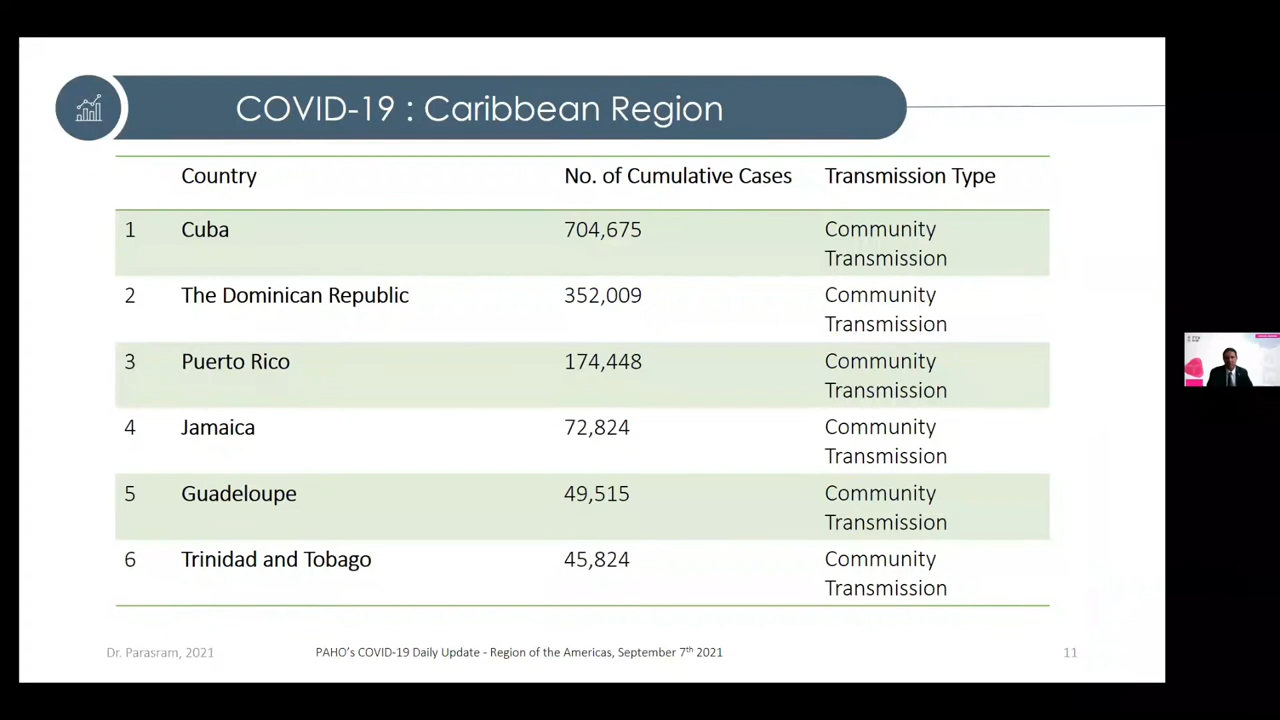 COVID-19 : Caribbean Region
Country No. of Cumulative Cases Transmission Type
1 Cuba 704,675 Community
Transmission
2 The Dominican Republic 352,009 Community
Transmission
3 Puerto Rico 174,448 Community
Transmission
4 Jamaica 72,824 Community
Transmission
5 Guadeloupe 49,515 Community
Transmission
6 Trinidad and Tobago 45,824 Community
Transmission
Dr. Parasram, 2021 PAHO's COVID-19 Daily Update - Region of the Americas, September 7th 2021 11